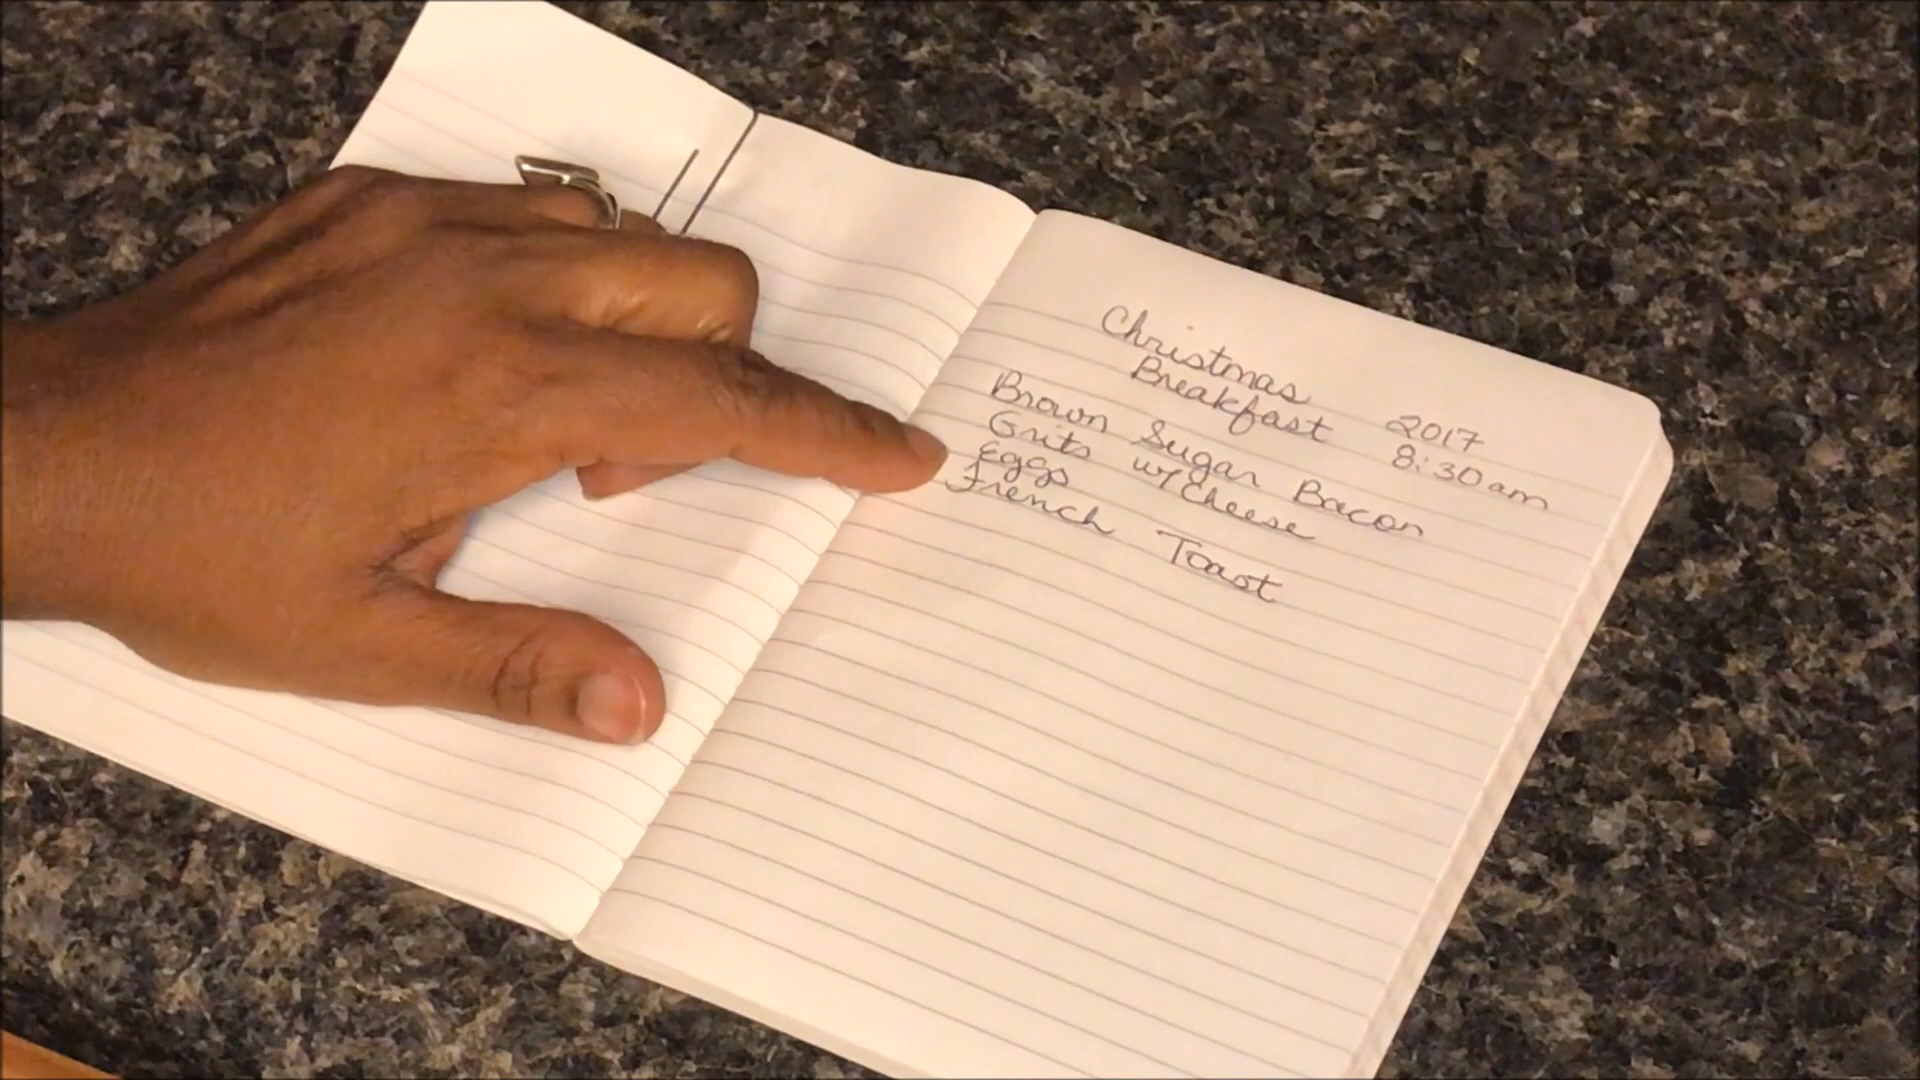 Christmas
Breakfast 2017
8:30am
Brown Sugar Bacon
Grits w/ Cheese
Eggs
French Toast